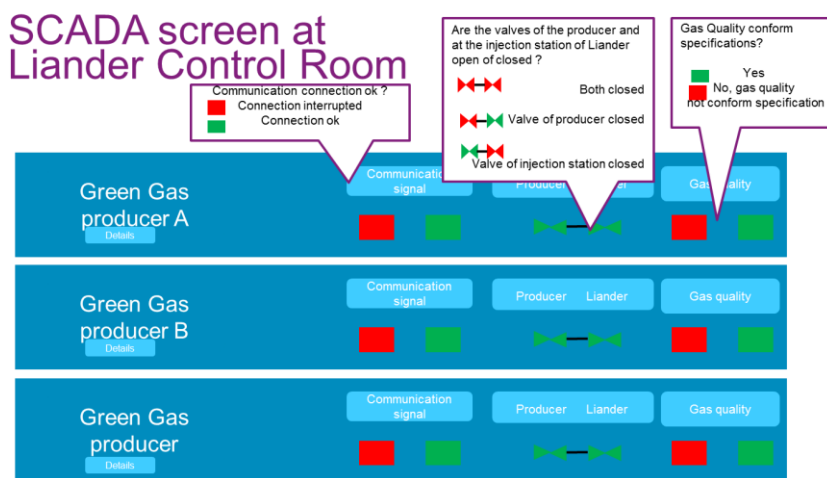 SCADA screen at
Liander Control Room
Communication connection ok ?
Connection interrupted
Connection ok
Are the valves of the producer and
at the injection station of Liander
open of closed ?
Both closed
Valve of producer closed
Valve of injection station closed
Gas Quality conform
specifications?
Yes
No, gas quality
not conform specification
Green Gas
producer A
Details
Communication
signal
Producer Liander
Gas quality
Green Gas
producer B
Details
Communication
signal
Producer Liander
Gas quality
Green Gas
producer
Details
Communication
signal
Producer Liander
Gas quality